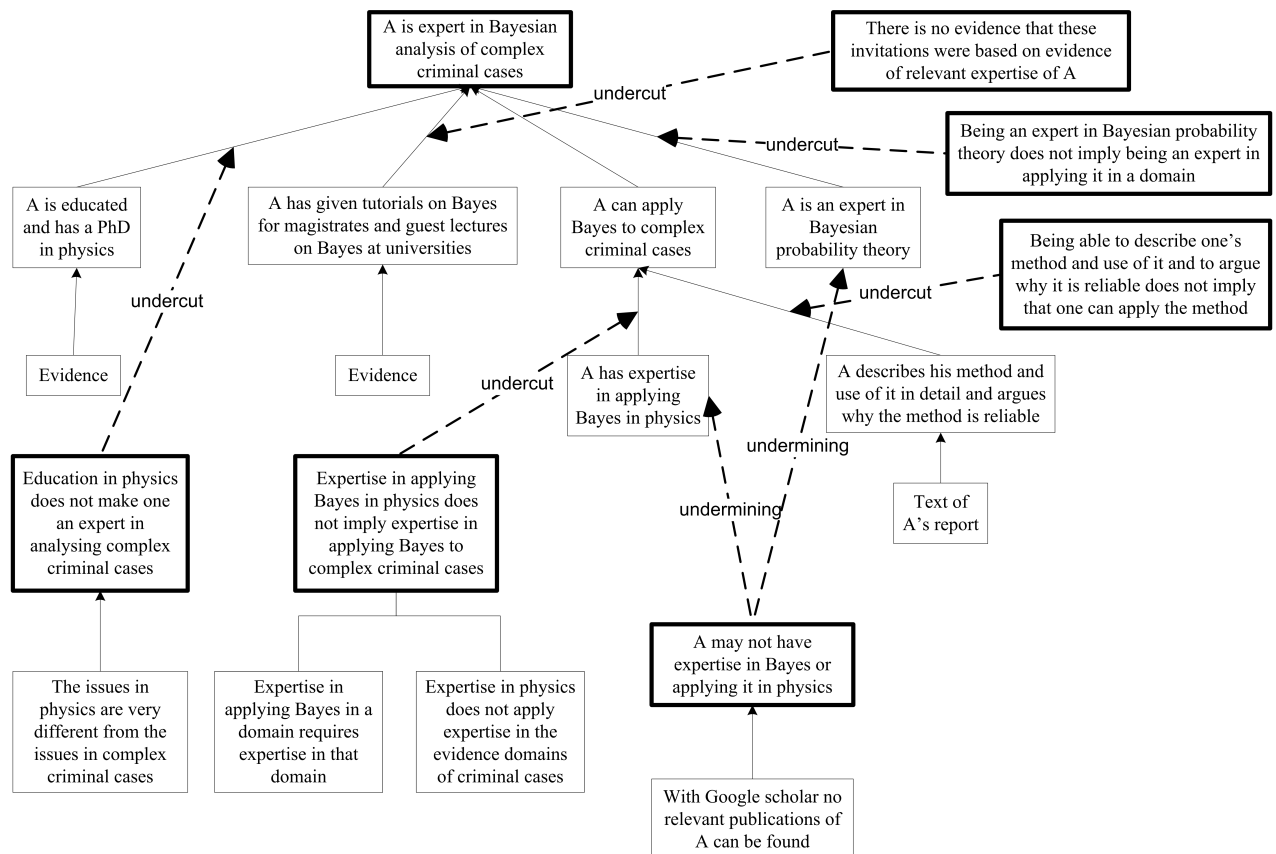 A is expert in Bayesian
analysis of complex
criminal cases
There is no evidence that these
invitations were based on evidence
of relevant expertise of A
undercut
Being an expert in Bayesian probability
theory does not imply being an expert in
applying it in a domain
undercut
A is educated
and has a PhD
in physics
A has given tutorials on Bayes
for magistrates and guest lectures
on Bayes at universities
A can apply
Bayes to complex
criminal cases
A is an expert in
Bayesian
probability theory
Being able to describe one’s
method and use of it and to argue
why it is reliable does not imply
that one can apply the method
undercut
undercut
Evidence
Evidence
undercut
A has expertise
in applying
Bayes in physics
A describes his method and
use of it in detail and argues
why the method is reliable
undermining
undermining
Education in physics
does not make one
an expert in
analysing complex
criminal cases
Expertise in applying
Bayes in physics does
not imply expertise in
applying Bayes to
complex criminal cases
Text of
A’s report
A may not have
expertise in Bayes or
applying it in physics
The issues in
physics are very
different from the
issues in complex
criminal cases
Expertise in
applying Bayes in a
domain requires
expertise in that
domain
Expertise in physics
does not apply
expertise in the
evidence domains
of criminal cases
With Google scholar no
relevant publications of
A can be found